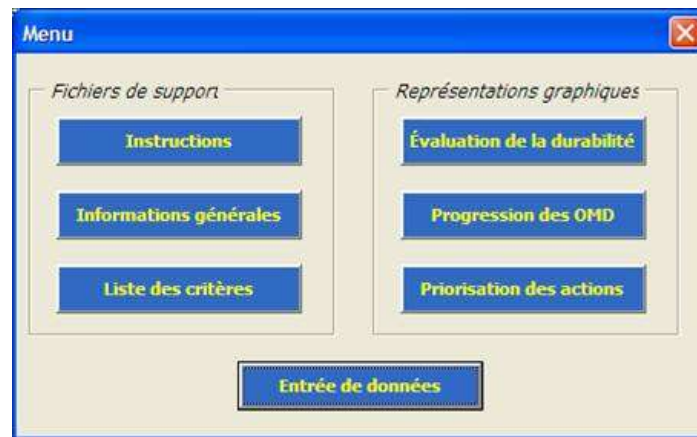 Menu
Fichiers de support
Instructions
Informations générales
Liste des critères
Représentations graphiques
Évaluation de la durabilité
Progression des OMD
Priorisation des actions
Entrée de données